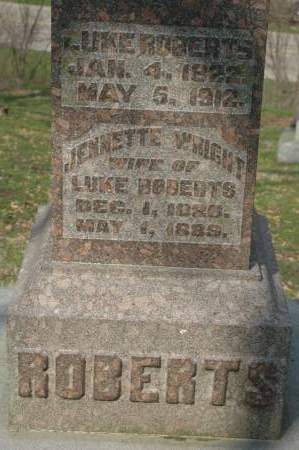 LUKE ROBERTS
JAN. 4, 1822.
MAY 5, 1912.
JENNETTE WRIGHT
WIFE OF
LUKE ROBERTS
DEC. 1,
MAY 1, 1889.
ROBERTS